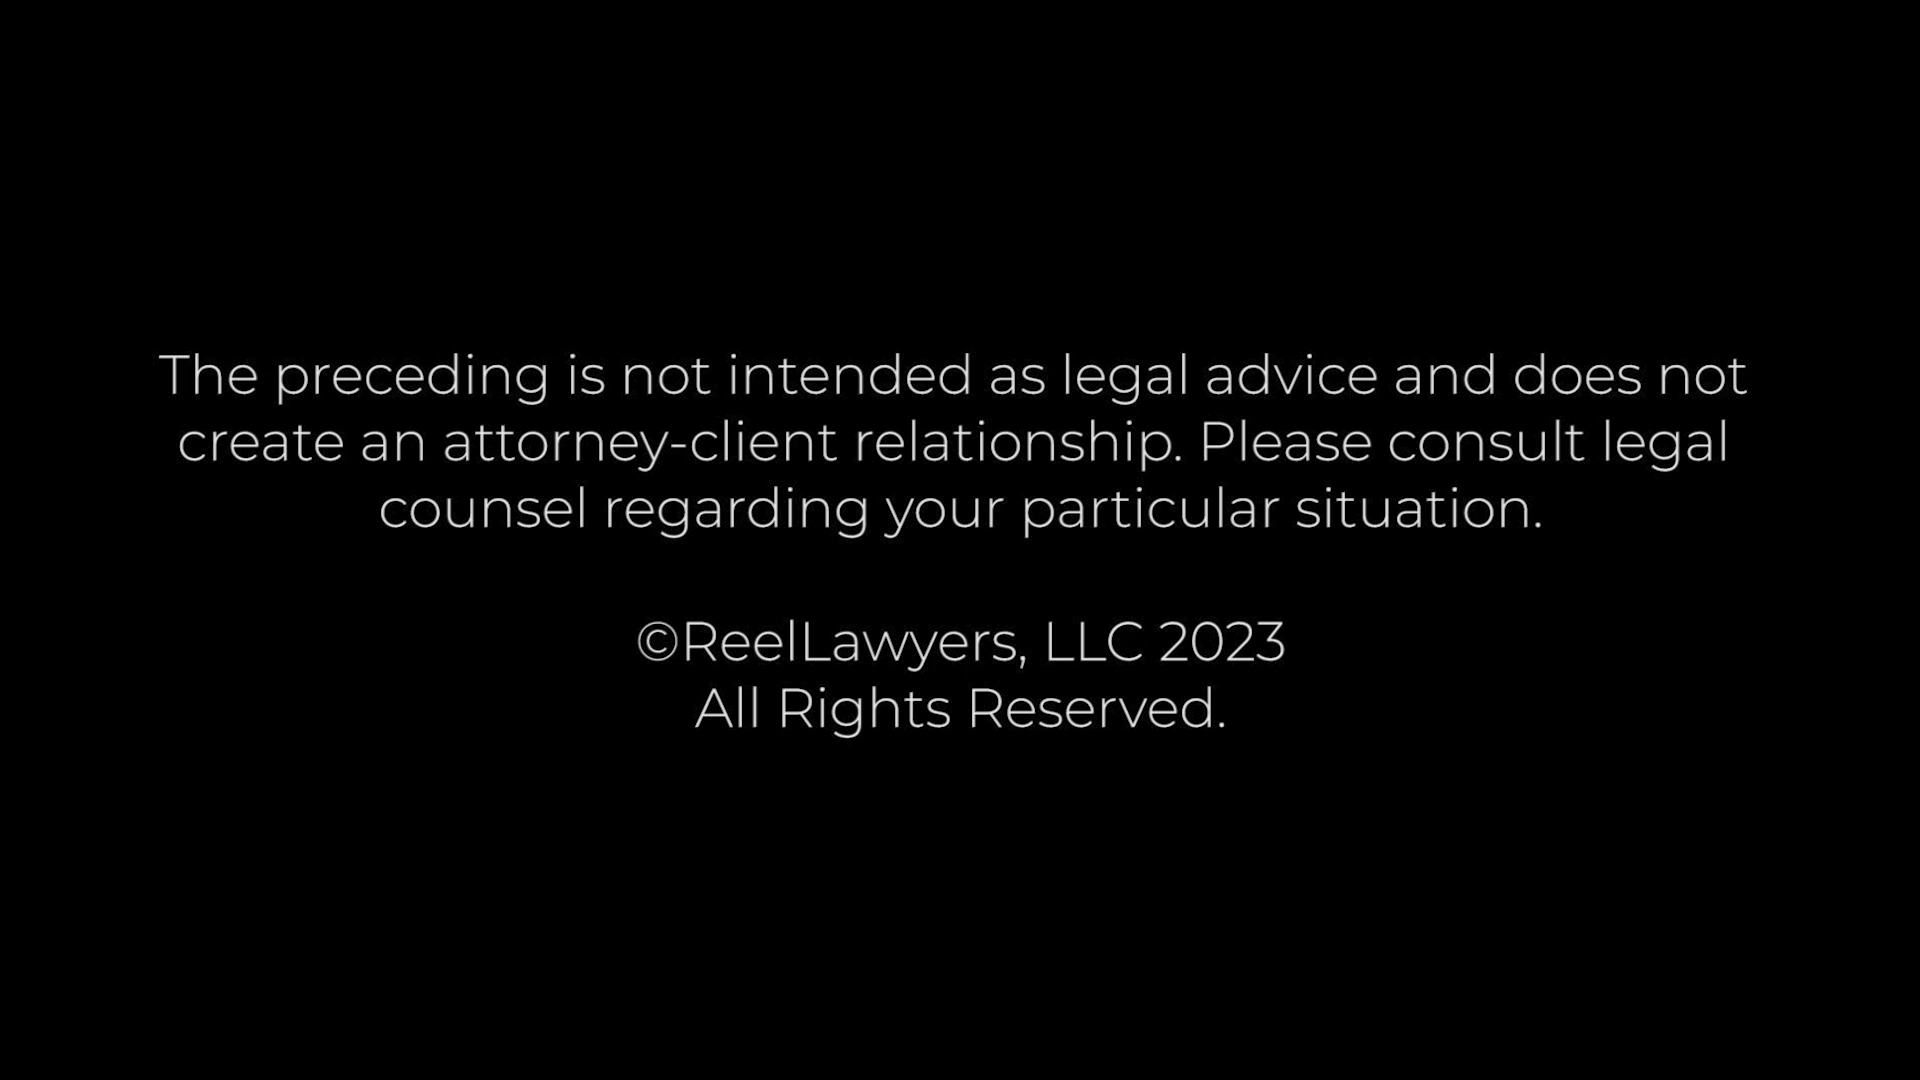 The preceding is not intended as legal advice and does not
create an attorney-client relationship. Please consult legal
counsel regarding your particular situation.
©ReelLawyers, LLC 2023
All Rights Reserved.